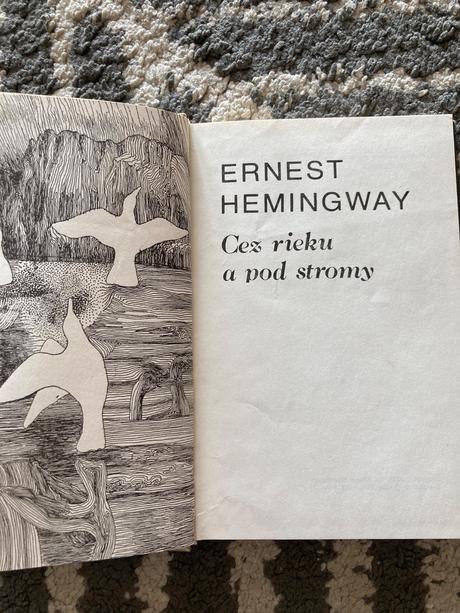 ERNEST
HEMINGWAY
Cez rieku
a pod stromy